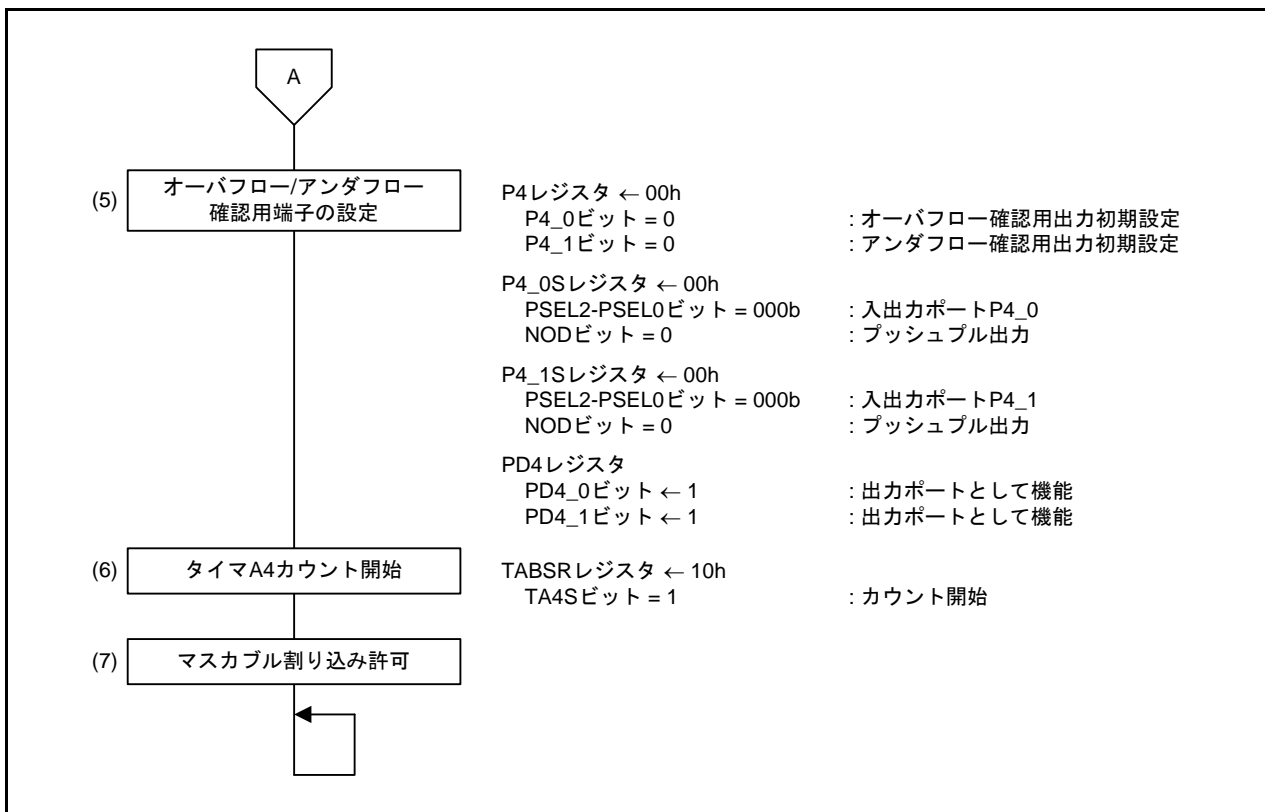 A
(5)
オーバフロー/アンダフロー
確認用端子の設定
P4レジスタ ← 00h
P4_0ビット = 0 : オーバフロー確認用出力初期設定
P4_1ビット = 0 : アンダフロー確認用出力初期設定
P4_0Sレジスタ ← 00h
PSEL2-PSEL0ビット = 000b : 入出力ポートP4_0
NODビット = 0 : プッシュプル出力
P4_1Sレジスタ ← 00h
PSEL2-PSEL0ビット = 000b : 入出力ポートP4_1
NODビット = 0 : プッシュプル出力
PD4レジスタ
PD4_0ビット ← 1 : 出力ポートとして機能
PD4_1ビット ← 1 : 出力ポートとして機能
(6) タイマA4カウント開始 TABSRレジスタ ← 10h
TA4Sビット = 1 : カウント開始
(7) マスカブル割り込み許可